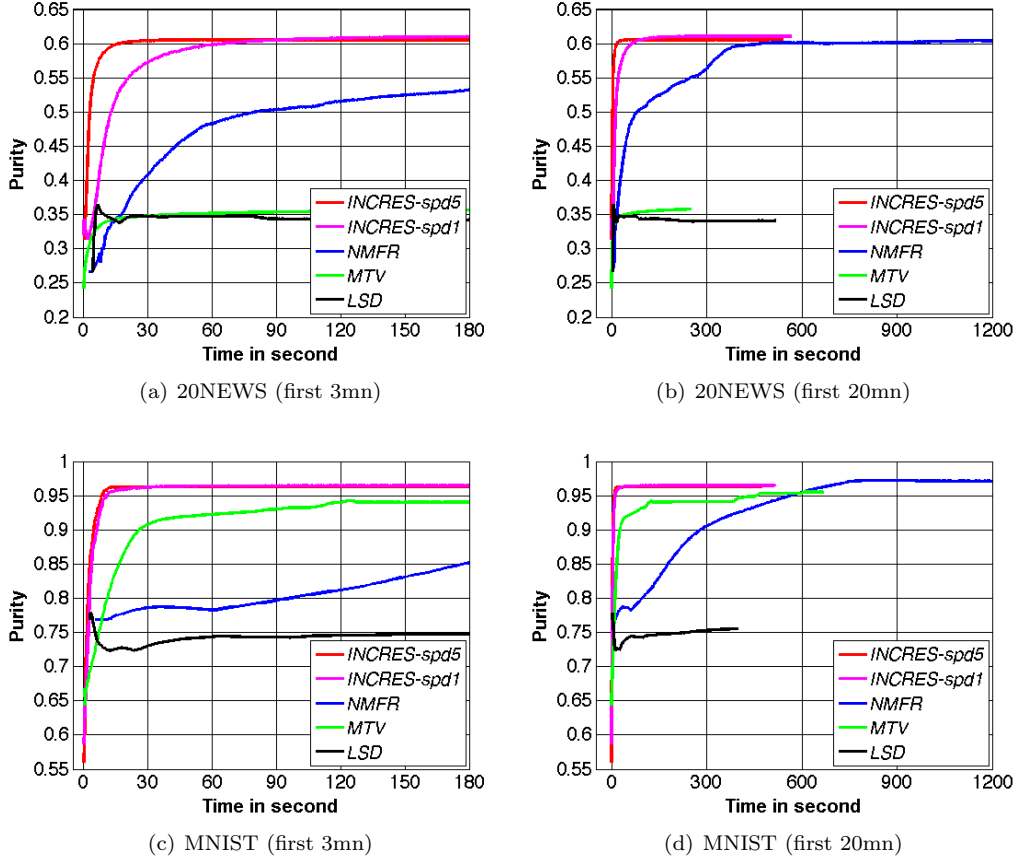 0.65
0.6
0.55
0.5
0.45
0.4
0.35
0.3
0.25
0.2
Purity
INCRES-spd5
INCRES-spd1
NMFR
MTV
LSD
0 30 60 90 120 150 180
Time in second
(a) 20NEWS (first 3mn)
0.65
0.6
0.55
0.5
0.45
0.4
0.35
0.3
0.25
0.2
Purity
INCRES-spd5
INCRES-spd1
NMFR
MTV
LSD
0 300 600 900 1200
Time in second
(b) 20NEWS (first 20mn)
1
0.95
0.9
0.85
0.8
0.75
0.7
0.65
0.6
0.55
Purity
INCRES-spd5
INCRES-spd1
NMFR
MTV
LSD
0 30 60 90 120 150 180
Time in second
(c) MNIST (first 3mn)
1
0.95
0.9
0.85
0.8
0.75
0.7
0.65
0.6
0.55
Purity
INCRES-spd5
INCRES-spd1
NMFR
MTV
LSD
0 300 600 900 1200
Time in second
(d) MNIST (first 20mn)